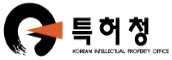 특허청
KOREAN INTELLECTUAL PROPERTY OFFICE